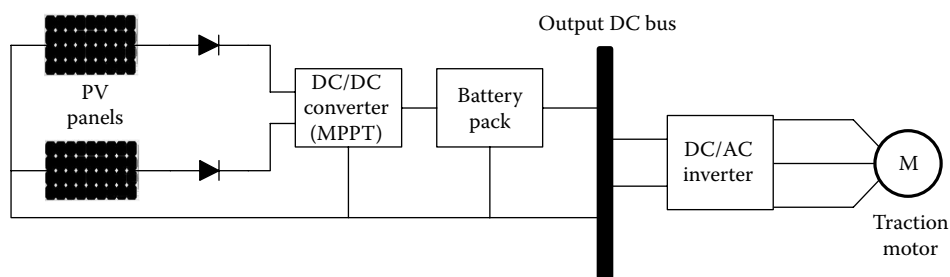 Output DC bus
PV
panels
DC/DC
converter
(MPPT)
Battery
pack
DC/AC
inverter
M
Traction
motor